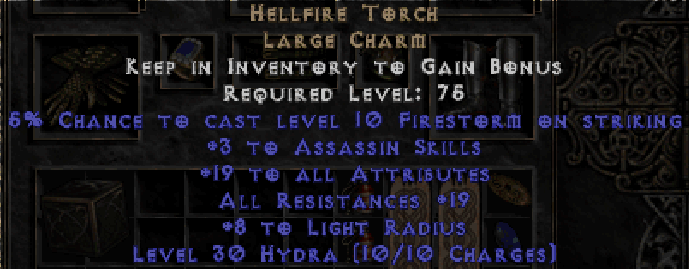 Hellfire Torch
Large Charm
Keep in Inventory to Gain Bonus
Required Level: 75
5% Chance to cast level 10 Firestorm on striking
+3 to Assassin Skills
+19 to all Attributes
All Resistances +19
+8 to Light Radius
Level 30 Hydra (10/10 Charges)